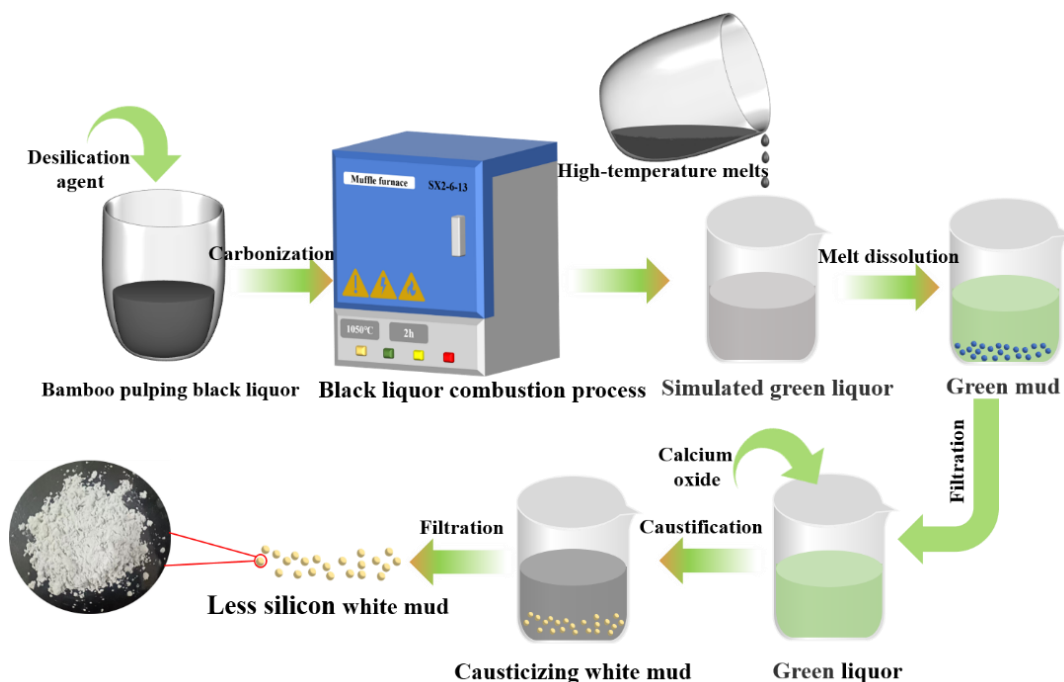 Desilication
agent
Bamboo pulping black liquor
Carbonization
Muffle furnace
SX2-6-13
1050°C
2h
Black liquor combustion process
High-temperature melts
Simulated green liquor
Melt dissolution
Green mud
Filtration
Calcium
oxide
Green liquor
Caustification
Causticizing white mud
Filtration
Less silicon white mud